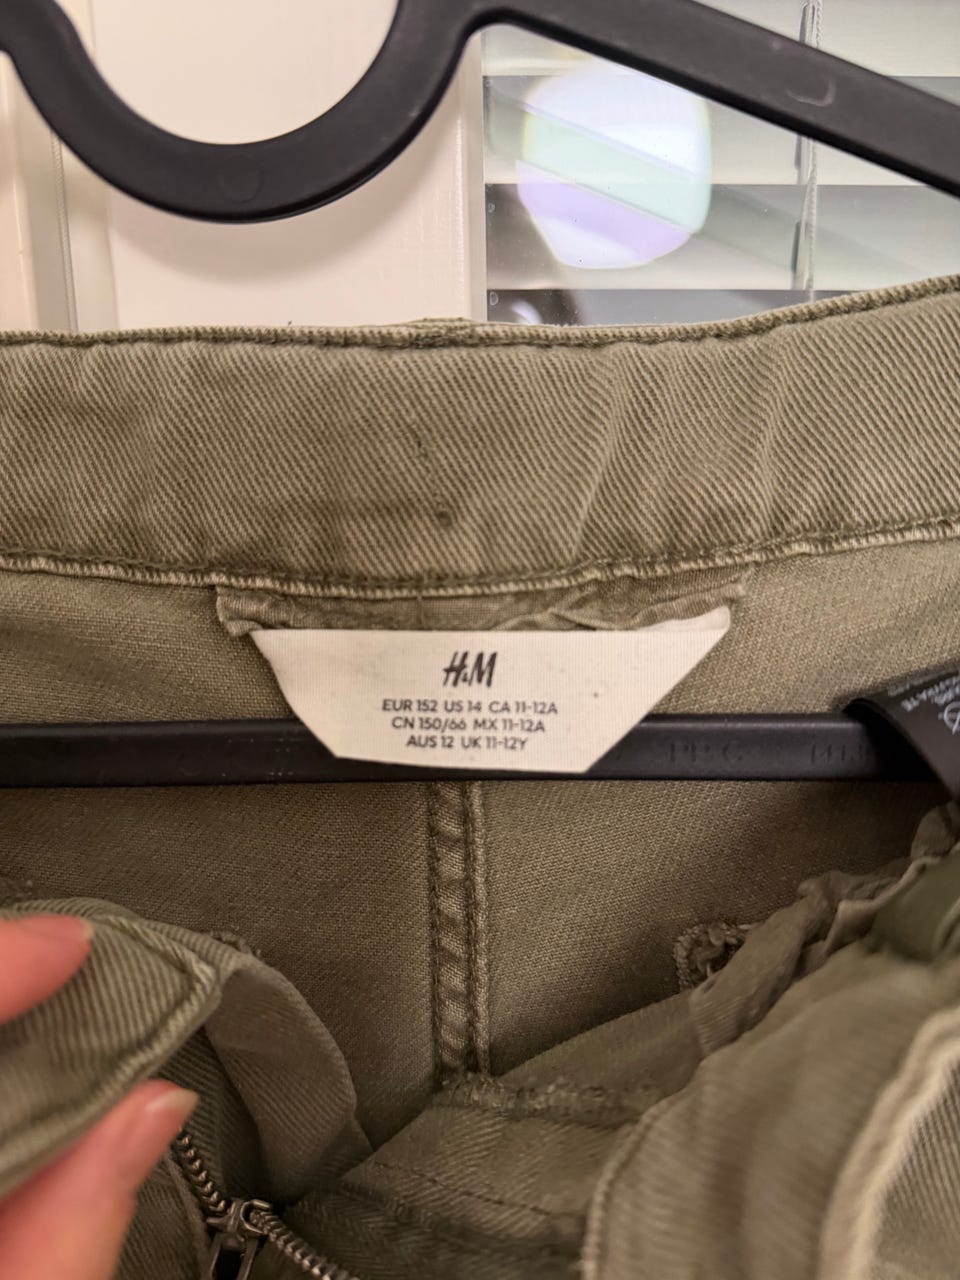 H&M
EUR 152 US 14 CA 11-12A
CN 150/66 MX 11-12A
AUS 12 UK 11-12Y